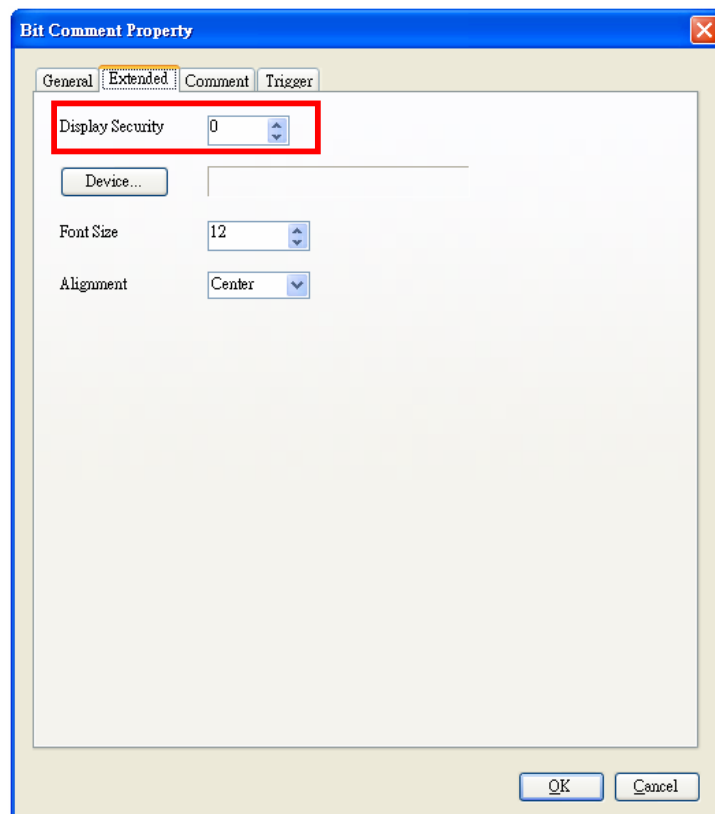 Bit Comment Property
General Extended Comment Trigger
Display Security 0
Device...
Font Size 12
Alignment Center
OK Cancel